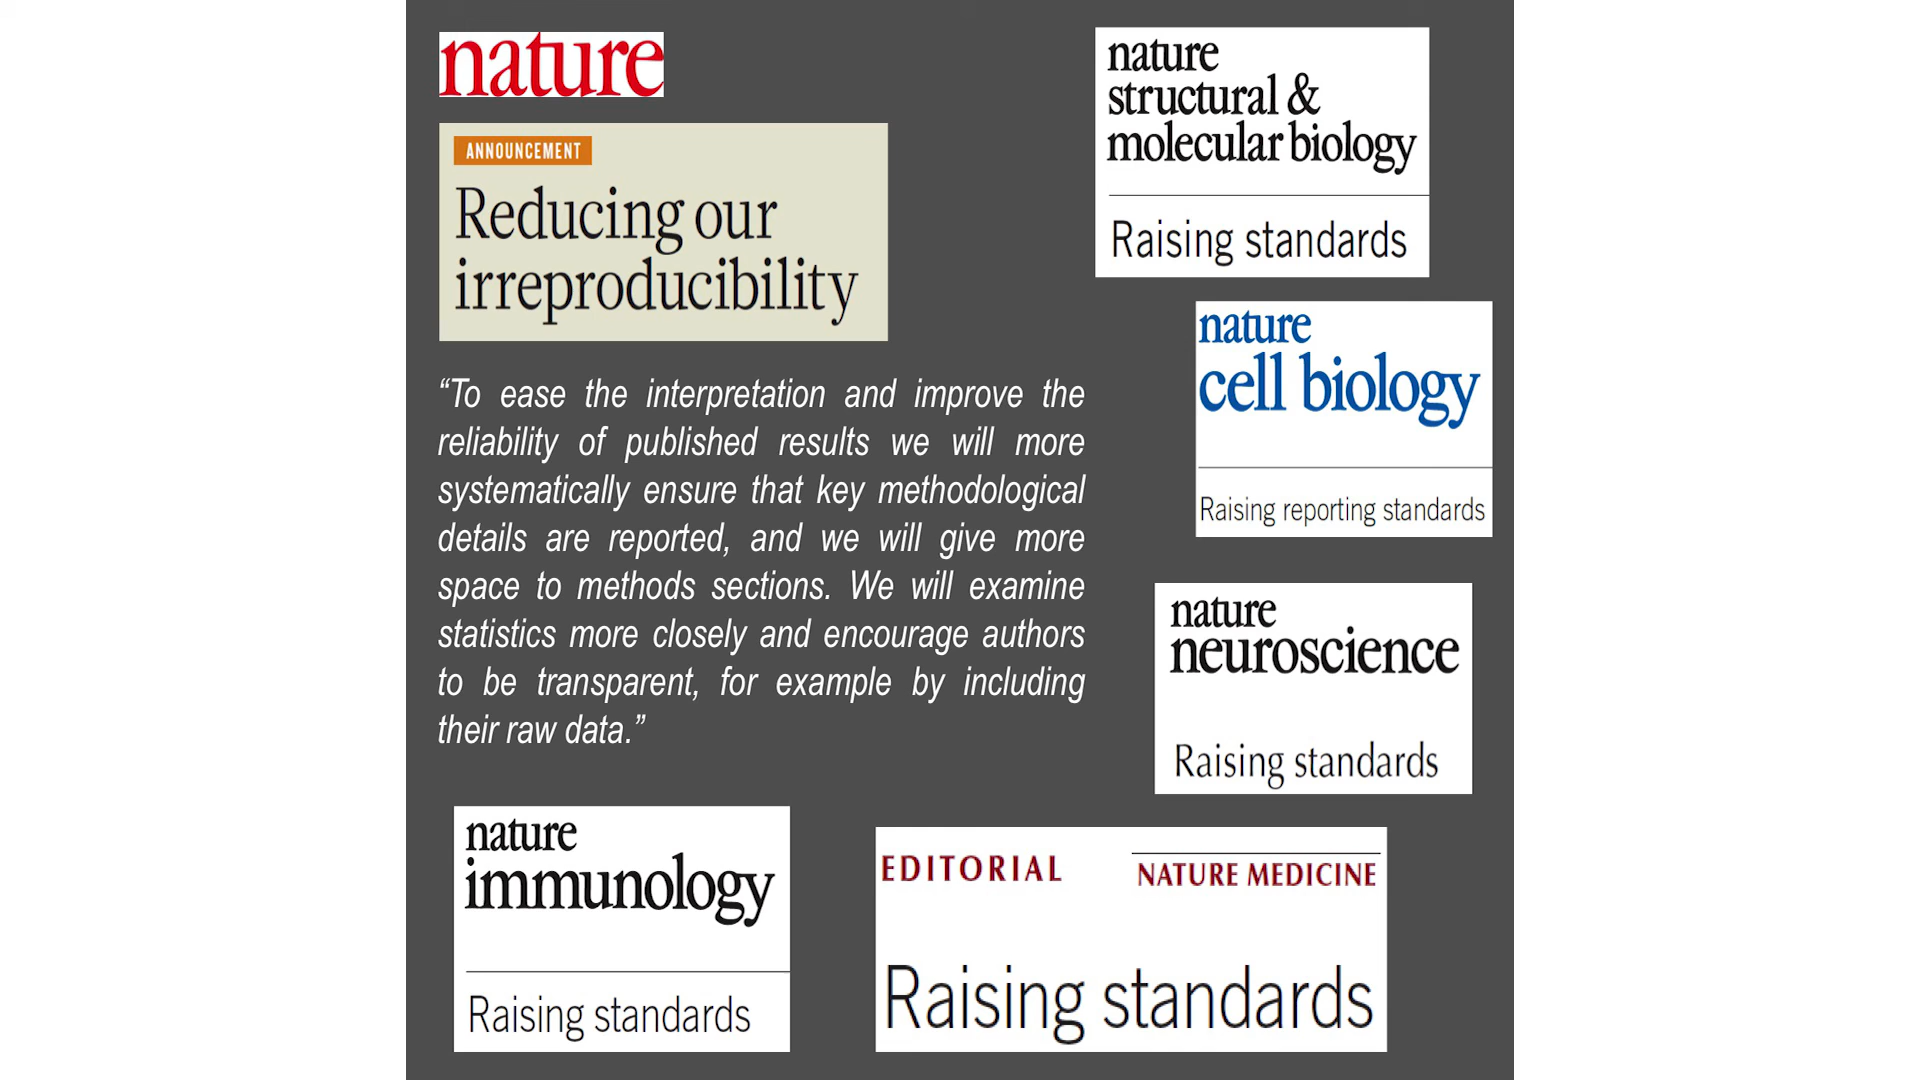 nature
ANNOUNCEMENT
Reducing our
irreproducibility
“To ease the interpretation and improve the
reliability of published results we will more
systematically ensure that key methodological
details are reported, and we will give more
space to methods sections. We will examine
statistics more closely and encourage authors
to be transparent, for example by including
their raw data.”
nature
structural &
molecular biology
Raising standards
nature
cell biology
Raising reporting standards
nature
neuroscience
Raising standards
nature
immunology
Raising standards
EDITORIAL
NATURE MEDICINE
Raising standards